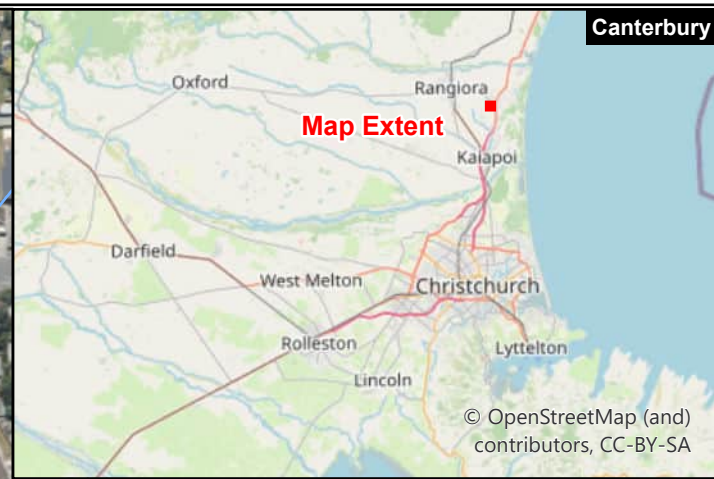 Canterbury
Oxford
Rangiora
Map Extent
Kaiapoi
Darfield
West Melton
Christchurch
Rolleston
Lyttelton
Lincoln
© OpenStreetMap (and)
contributors, CC-BY-SA